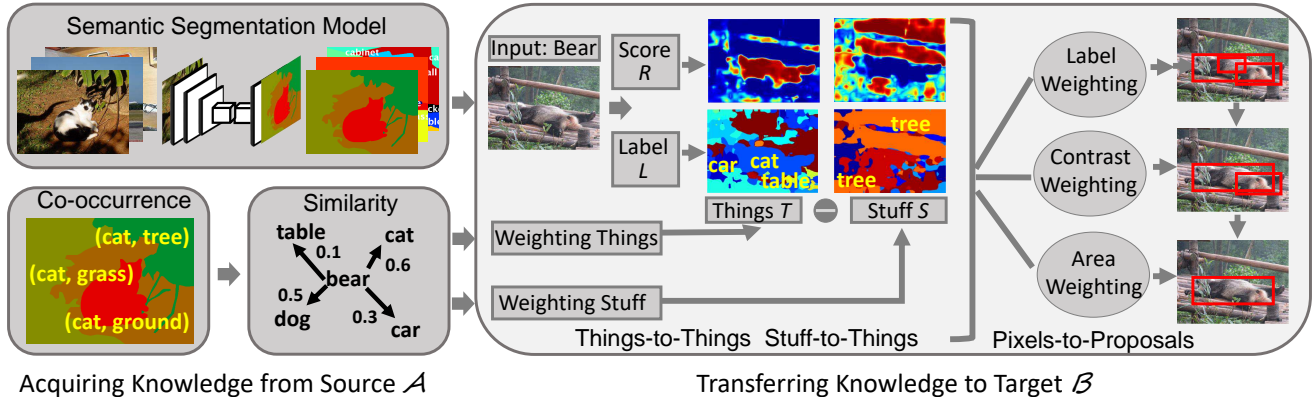 Semantic Segmentation Model
cabinet
Co-occurrence
(cat, tree)
(cat, grass)
(cat, ground)
Similarity
table
cat
0.1
0.6
bear
0.5
dog
0.3
car
Acquiring Knowledge from Source 𝒜
Input: Bear
Score
R
Label
L
tree
car
cat
table
tree
Things T
Stuff S
Weighting Things
Weighting Stuff
Things-to-Things
Stuff-to-Things
Label
Weighting
Contrast
Weighting
Area
Weighting
Pixels-to-Proposals
Transferring Knowledge to Target ℬ